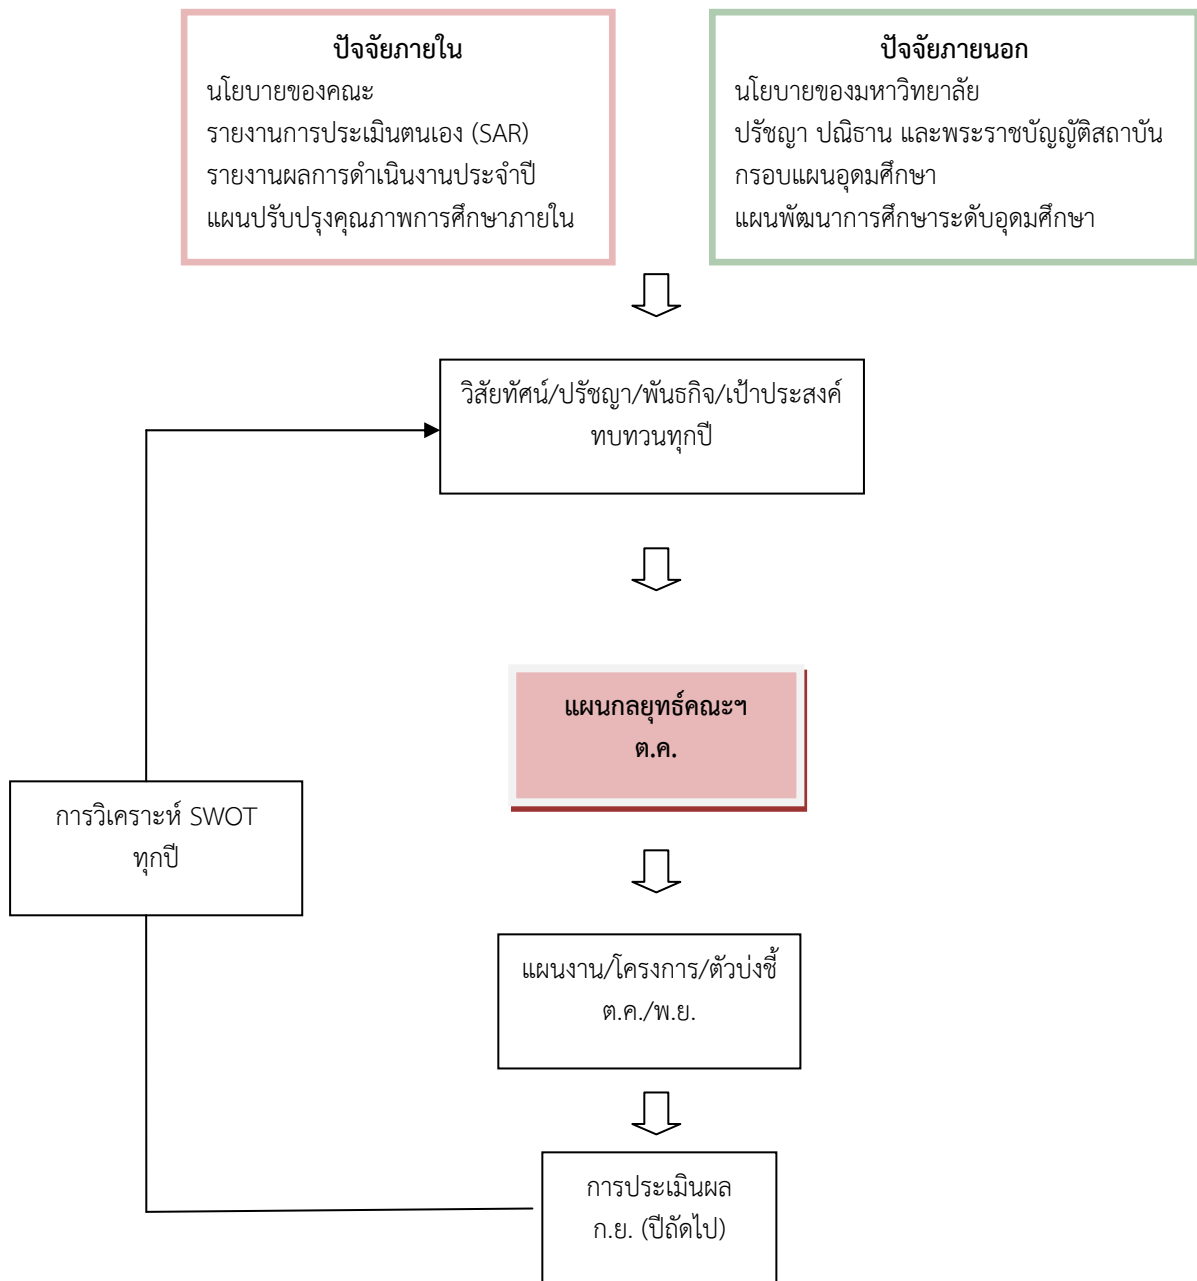 ปัจจัยภายใน
นโยบายของคณะ
รายงานการประเมินตนเอง (SAR)
รายงานผลการดำเนินงานประจำปี
แผนปรับปรุงคุณภาพการศึกษาภายใน
ปัจจัยภายนอก
นโยบายของมหาวิทยาลัย
ปรัชญา ปณิธาน และพระราชบัญญัติสถาบัน
กรอบแผนอุดมศึกษา
แผนพัฒนาการศึกษาระดับอุดมศึกษา
วิสัยทัศน์/ปรัชญา/พันธกิจ/เป้าประสงค์
ทบทวนทุกปี
แผนกลยุทธ์คณะฯ
ต.ค.
การวิเคราะห์ SWOT
ทุกปี
แผนงาน/โครงการ/ตัวบ่งชี้
ต.ค./พ.ย.
การประเมินผล
ก.ย. (ปีถัดไป)